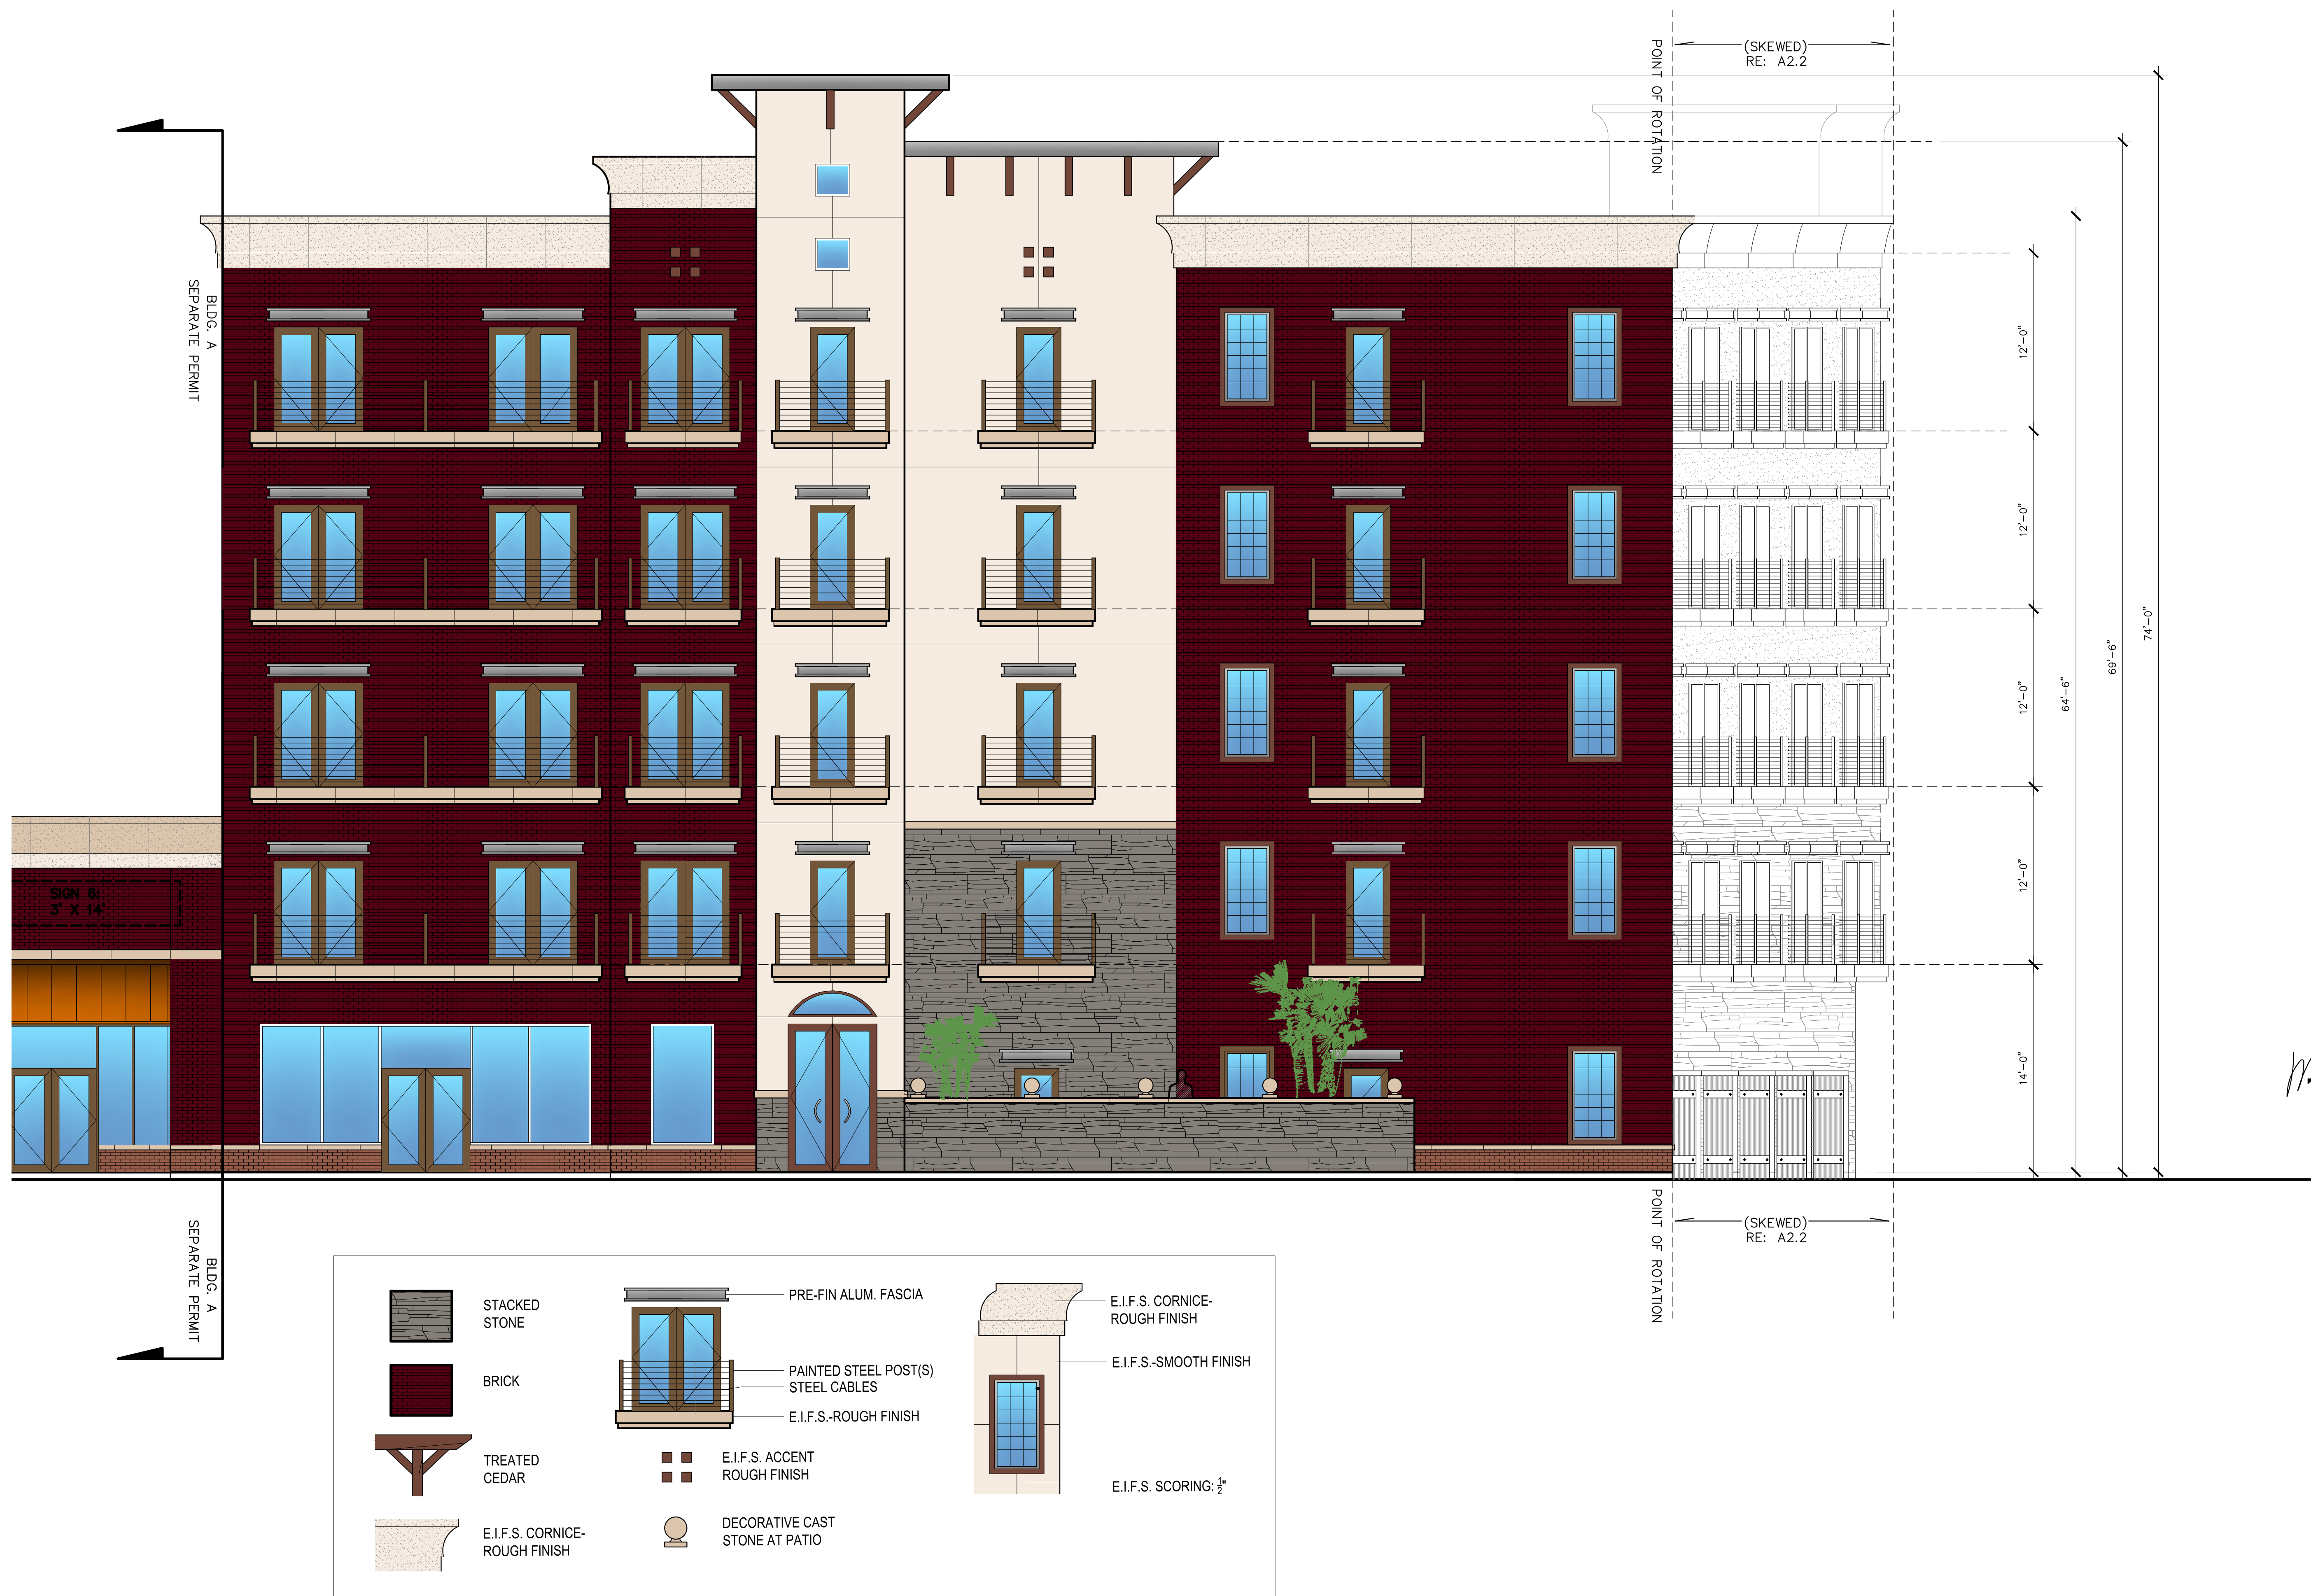 (SKEWED)
RE: A2.2
POINT OF ROTATION
BLDG. A
SEPARATE PERMIT
12'-0"
12'-0"
12'-0"
12'-0"
14'-0"
64'-6"
69'-6"
74'-0"
SIGN 8:
3' X 14'
BLDG. A
SEPARATE PERMIT
POINT OF ROTATION
(SKEWED)
RE: A2.2
STACKED
STONE
BRICK
TREATED
CEDAR
E.I.F.S. CORNICE-
ROUGH FINISH
PRE-FIN ALUM. FASCIA
PAINTED STEEL POST(S)
STEEL CABLES
E.I.F.S.-ROUGH FINISH
E.I.F.S. ACCENT
ROUGH FINISH
DECORATIVE CAST
STONE AT PATIO
E.I.F.S. CORNICE-
ROUGH FINISH
E.I.F.S.-SMOOTH FINISH
E.I.F.S. SCORING: ½"